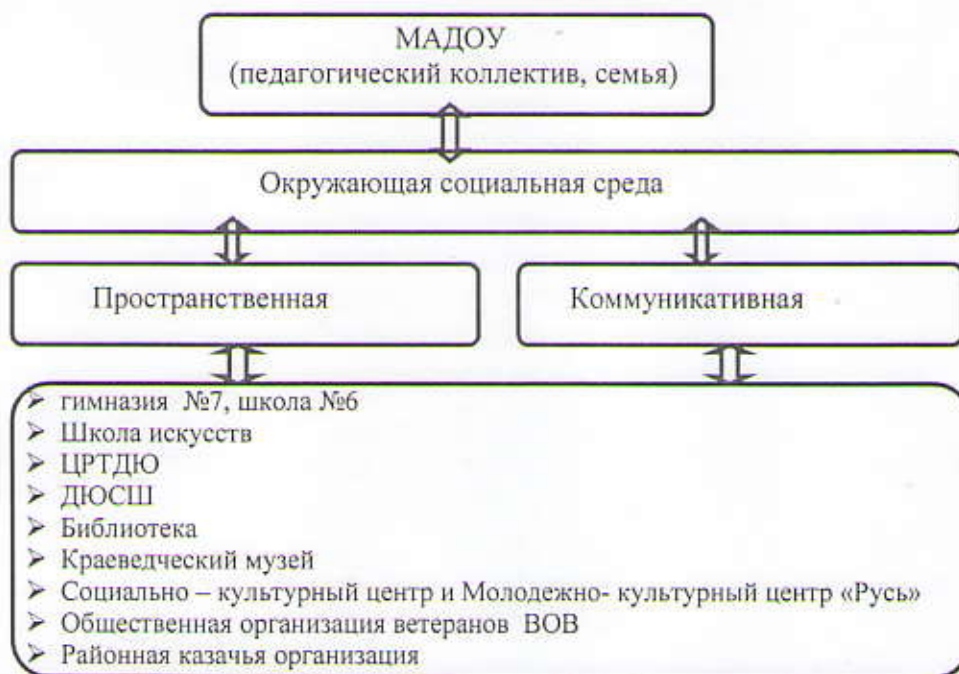 МАДОУ
(педагогический коллектив, семья)
Окружающая социальная среда
Пространственная
Коммуникативная
➢ гимназия №7, школа №6
➢ Школа искусств
➢ ЦРТДЮ
➢ ДЮСШ
➢ Библиотека
➢ Краеведческий музей
➢ Социально – культурный центр и Молодежно- культурный центр «Русь»
➢ Общественная организация ветеранов ВОВ
➢ Районная казачья организация